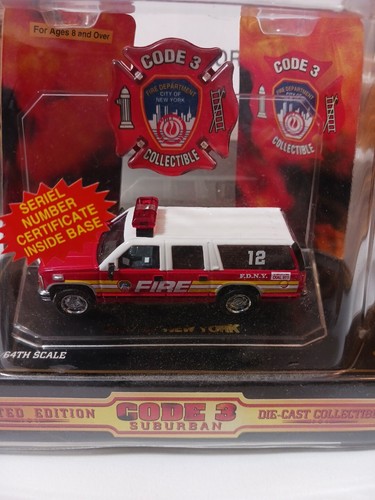 For Ages 8 and Over
CODE 3
FIRE DEPARTMENT
CITY OF
NEW YORK
COLLECTIBLE
CODE 3
COLLECTIBLE
SERIEL
NUMBER
CERTIFICATE
INSIDE BASE
12
F.D.N.Y.
FIRE
NEW YORK
/64TH SCALE
TED EDITION
CODE 3
SUBURBAN
DIE-CAST COLLECTIB